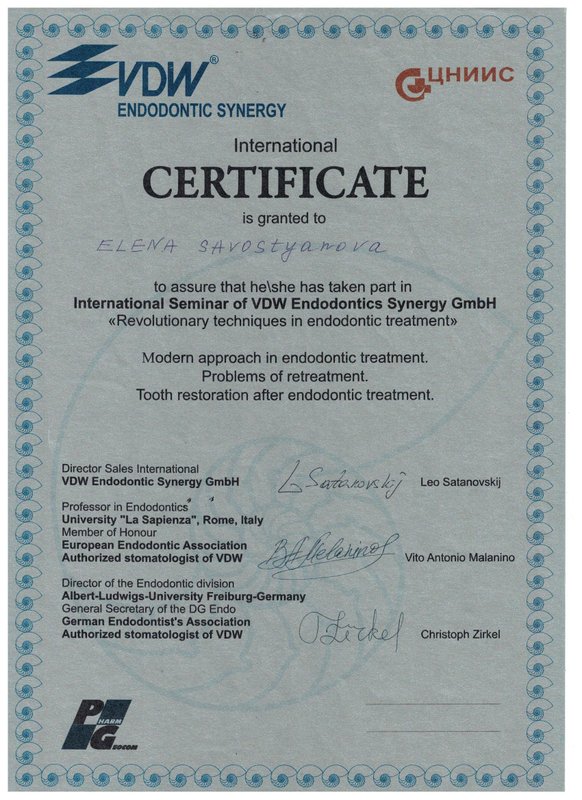 VDW®
ENDODONTIC SYNERGY
ЦНИИС
International
CERTIFICATE
is granted to
ELENA SAVOStyanova
to assure that he\she has taken part in
International Seminar of VDW Endodontics Synergy GmbH
«Revolutionary techniques in endodontic treatment»
Modern approach in endodontic treatment.
Problems of retreatment.
Tooth restoration after endodontic treatment.
Director Sales International
VDW Endodontic Synergy GmbH
L Satanovskij Leo Satanovskij
Professor in Endodontics
University "La Sapienza", Rome, Italy
Member of Honour
European Endodontic Association
Authorized stomatologist of VDW
Vito Antonio Malanino
Director of the Endodontic division
Albert-Ludwigs-University Freiburg-Germany
General Secretary of the DG Endo
German Endodontist's Association
Authorized stomatologist of VDW
Zirkel Christoph Zirkel
PHARM
GEOCOM